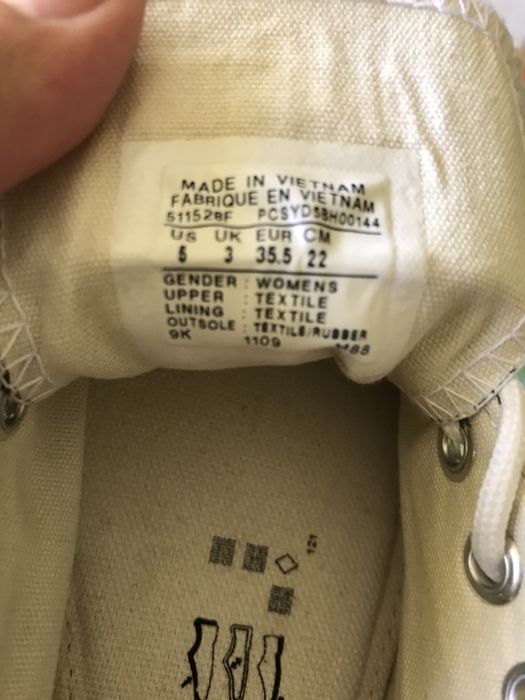 MADE IN VIETNAM
FABRIQUE EN VIETNAM
511528F PCSYD5BH00144
US UK EUR CM
5 3 35.5 22
GENDER : WOMENS
UPPER : TEXTILE
LINING : TEXTILE
OUTSOLE : TEXTILE/RUBBER
9K 1109
121